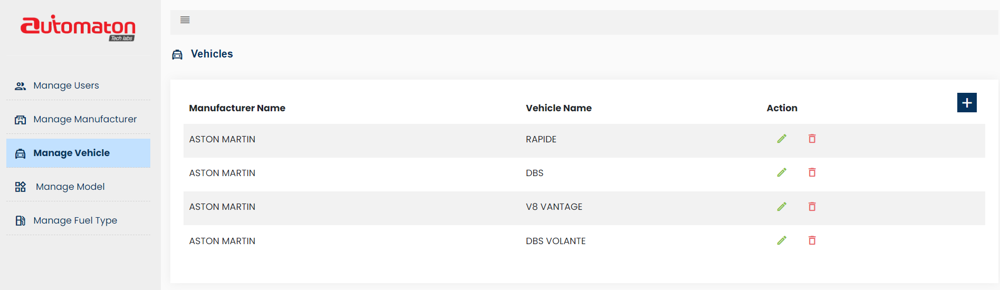 automaton
Tech labs
Vehicles
Manage Users
Manage Manufacturer
Manage Vehicle
Manage Model
Manage Fuel Type
Manufacturer Name Vehicle Name Action
ASTON MARTIN RAPIDE
ASTON MARTIN DBS
ASTON MARTIN V8 VANTAGE
ASTON MARTIN DBS VOLANTE